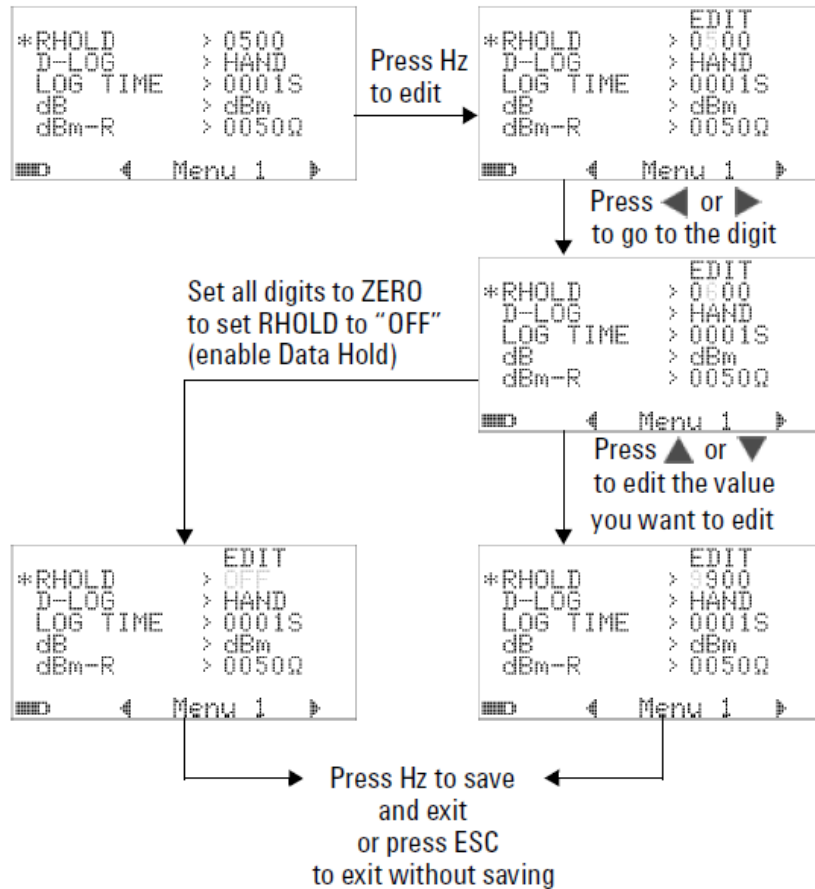 *RHOLD > 0500
D-LOG > HAND
LOG TIME > 0001S
dB > dBm
dBm-R > 0050Ω
Menu 1
Press Hz
to edit
EDIT
*RHOLD > 0500
D-LOG > HAND
LOG TIME > 0001S
dB > dBm
dBm-R > 0050Ω
Menu 1
Press ◀ or ▶
to go to the digit
EDIT
*RHOLD > 0600
D-LOG > HAND
LOG TIME > 0001S
dB > dBm
dBm-R > 0050Ω
Menu 1
Set all digits to ZERO
to set RHOLD to “OFF”
(enable Data Hold)
Press ▲ or ▼
to edit the value
you want to edit
EDIT
*RHOLD > OFF
D-LOG > HAND
LOG TIME > 0001S
dB > dBm
dBm-R > 0050Ω
Menu 1
EDIT
*RHOLD > 9900
D-LOG > HAND
LOG TIME > 0001S
dB > dBm
dBm-R > 0050Ω
Menu 1
Press Hz to save
and exit
or press ESC
to exit without saving